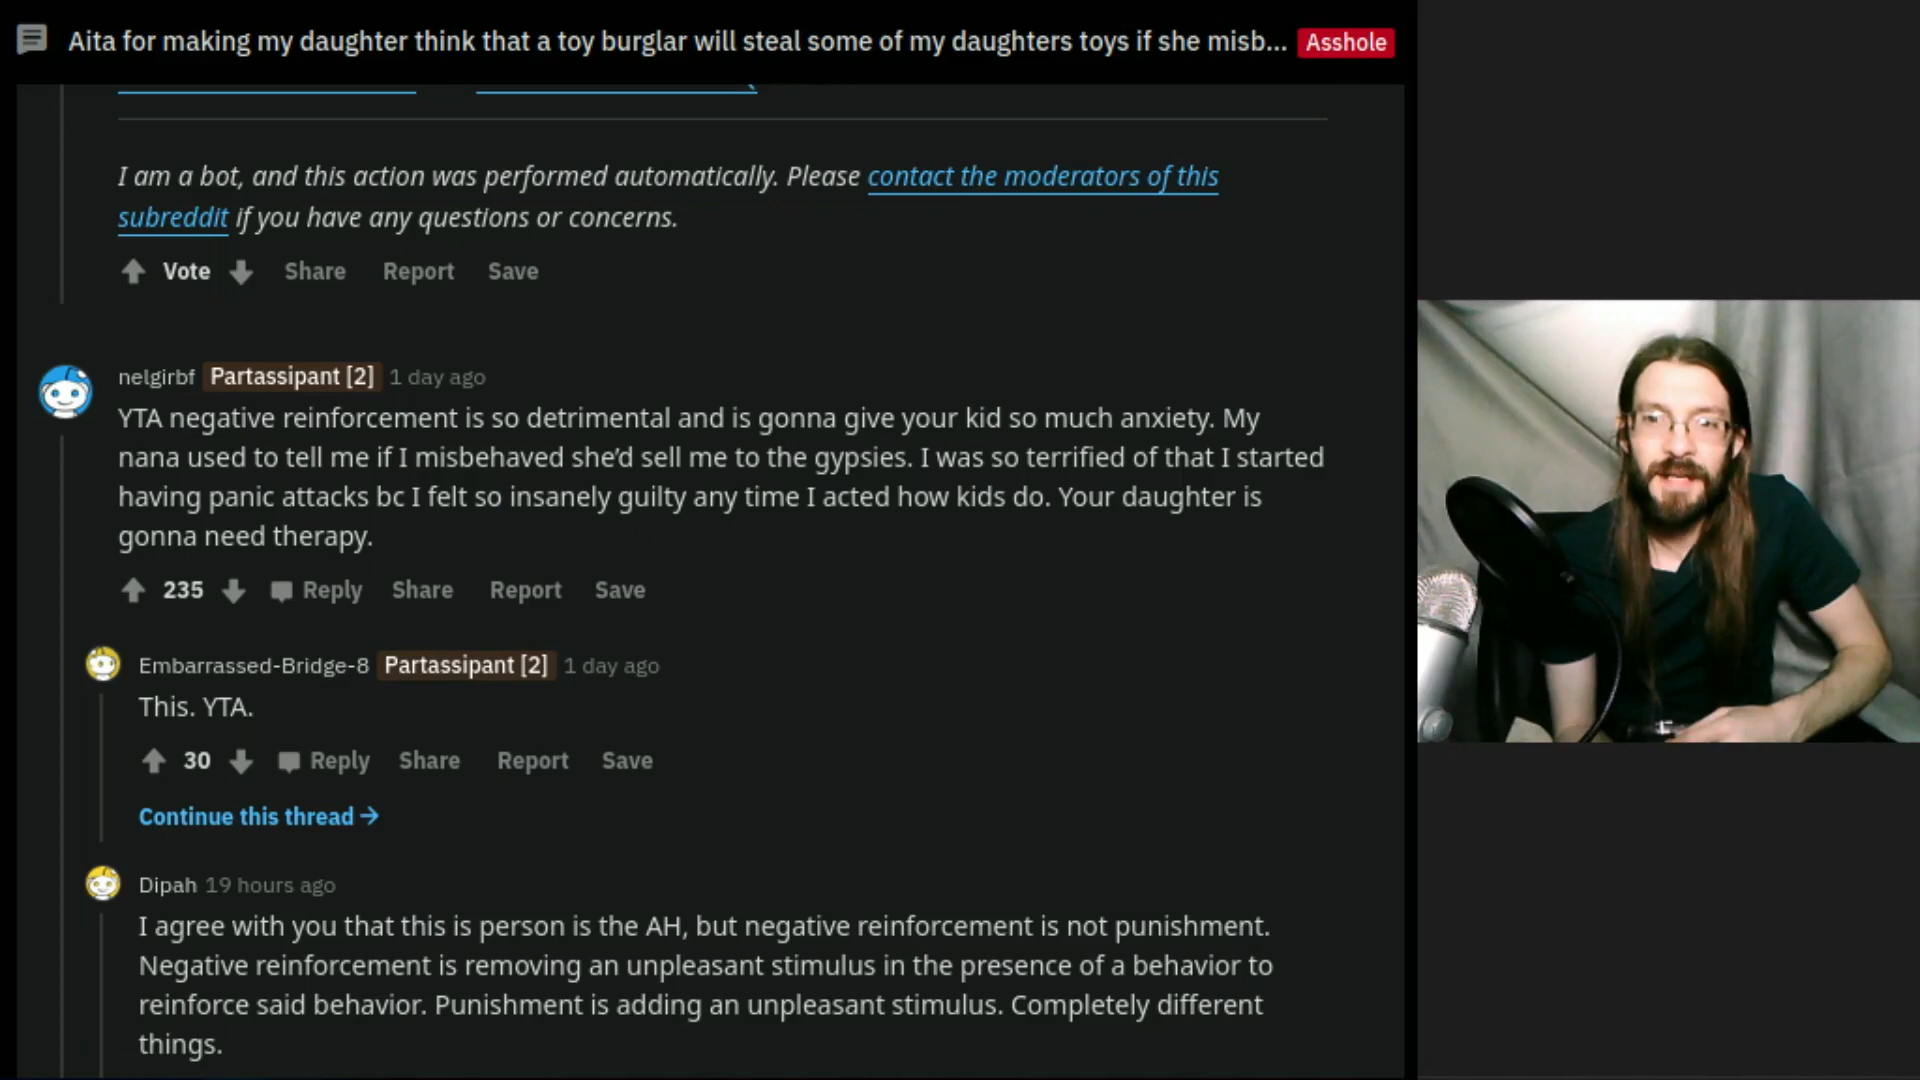 Aita for making my daughter think that a toy burglar will steal some of my daughters toys if she misb... Asshole
I am a bot, and this action was performed automatically. Please contact the moderators of this
subreddit if you have any questions or concerns.
Vote Share Report Save
nelgirbf Partassipant [2] 1 day ago
YTA negative reinforcement is so detrimental and is gonna give your kid so much anxiety. My
nana used to tell me if I misbehaved she’d sell me to the gypsies. I was so terrified of that I started
having panic attacks bc I felt so insanely guilty any time I acted how kids do. Your daughter is
gonna need therapy.
235 Reply Share Report Save
Embarrassed-Bridge-8 Partassipant [2] 1 day ago
This. YTA.
30 Reply Share Report Save
Continue this thread →
Dipah 19 hours ago
I agree with you that this is person is the AH, but negative reinforcement is not punishment.
Negative reinforcement is removing an unpleasant stimulus in the presence of a behavior to
reinforce said behavior. Punishment is adding an unpleasant stimulus. Completely different
things.